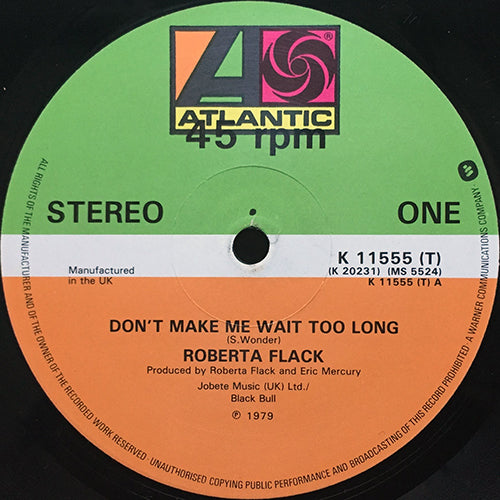 ATLANTIC
45 rpm
STEREO
ONE
Manufactured
in the UK
K 11555 (T)
(K 20231) (MS 5524)
K 11555 (T) A
DON'T MAKE ME WAIT TOO LONG
(S.Wonder)
ROBERTA FLACK
Produced by Roberta Flack and Eric Mercury
Jobete Music (UK) Ltd./
Black Bull
℗ 1979
ALL RIGHTS OF THE MANUFACTURER AND OF THE OWNER OF THE RECORDED WORK RESERVED UNAUTHORISED COPYING PUBLIC PERFORMANCE AND BROADCASTING OF THIS RECORD PROHIBITED · A WARNER COMMUNICATIONS COMPANY ·